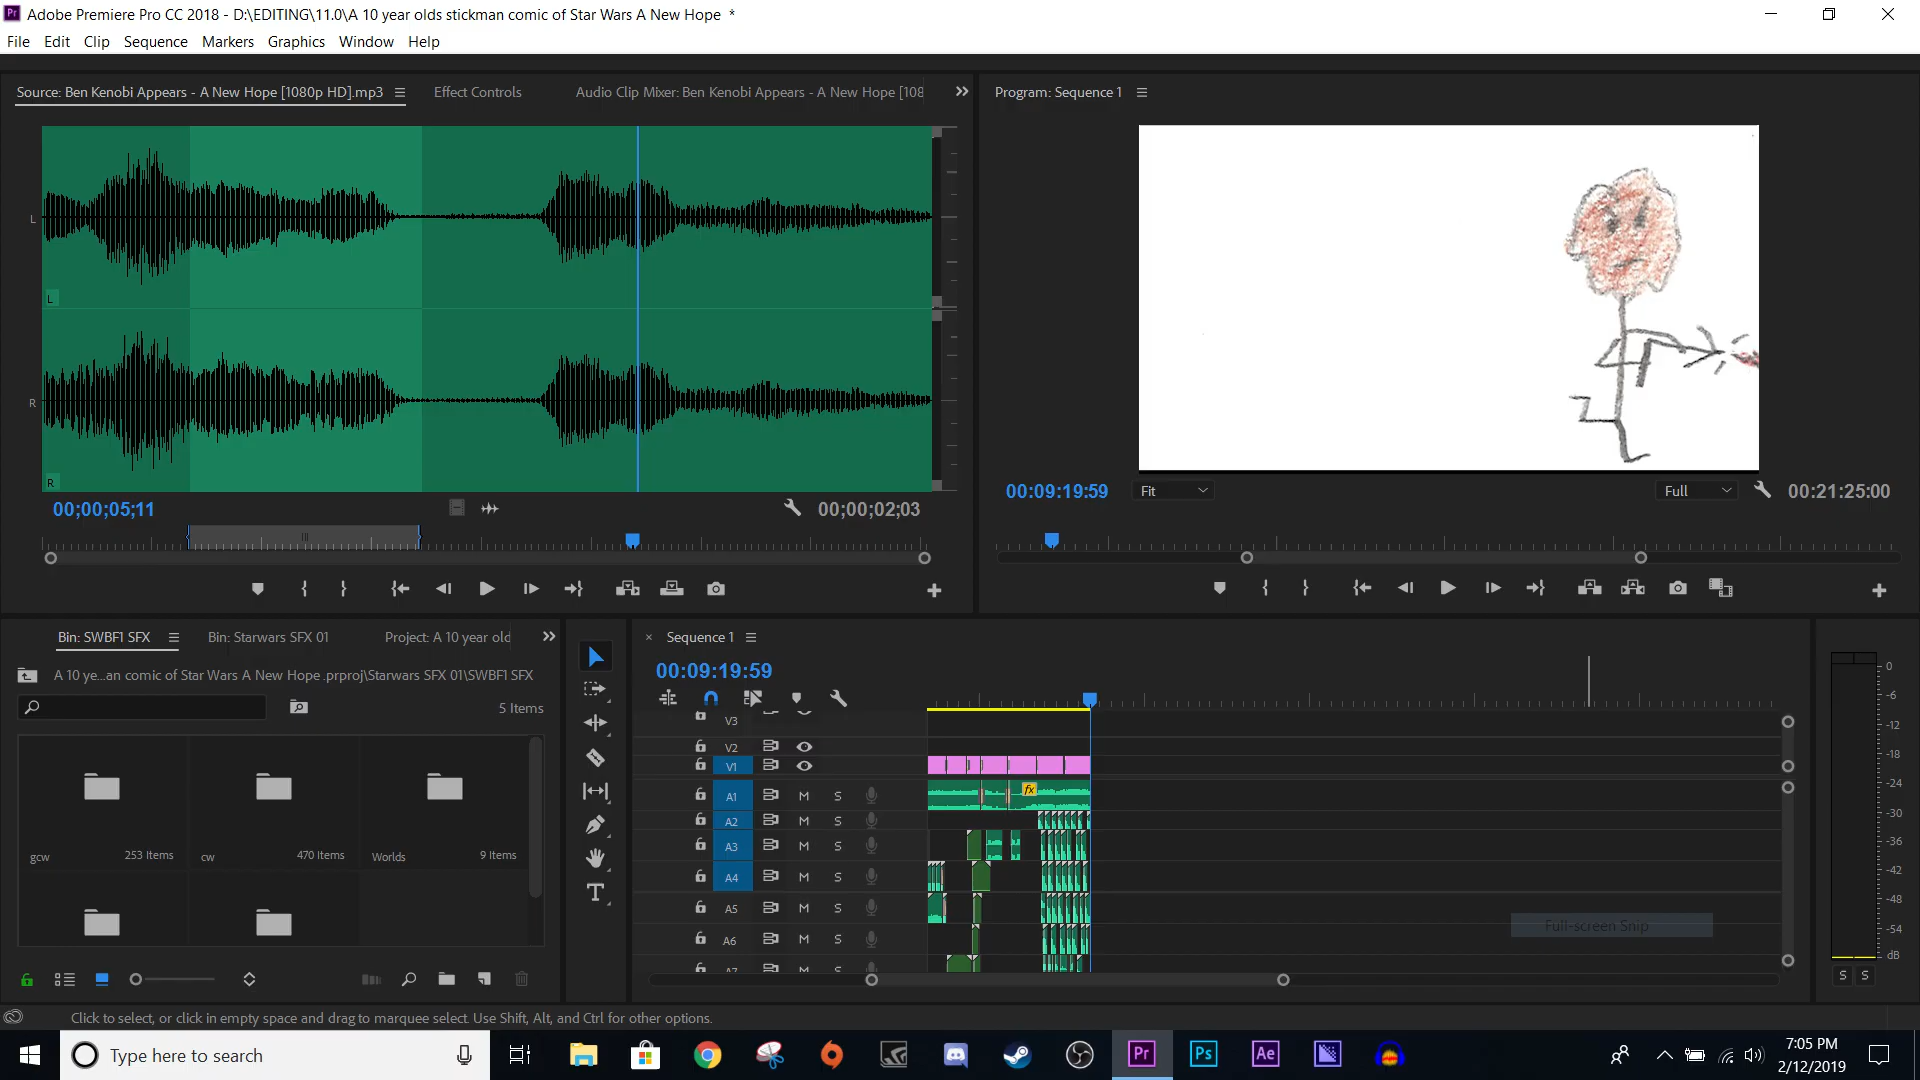 Adobe Premiere Pro CC 2018 - D:\EDITING\11.0\A 10 year olds stickman comic of Star Wars A New Hope *
File Edit Clip Sequence Markers Graphics Window Help
Source: Ben Kenobi Appears - A New Hope [1080p HD].mp3 Effect Controls Audio Clip Mixer: Ben Kenobi Appears - A New Hope [108
Program: Sequence 1
L
L
R
R
00;00;05;11 00;00;02;03
00:09:19:59 Fit Full 00:21:25:00
Bin: SWBF1 SFX Bin: Starwars SFX 01 Project: A 10 year old
A 10 ye...an comic of Star Wars A New Hope .prproj\Starwars SFX 01\SWBF1 SFX
5 Items
gcw 253 Items cw 470 Items Worlds 9 Items
Sequence 1
00:09:19:59
V3
V2
V1
A1 M S fx
A2 M S
A3 M S
A4 M S
A5 M S
A6 M S
A7
Full-screen Snip
0
-6
-12
-18
-24
-30
-36
-42
-48
-54
dB
S S
Click to select, or click in empty space and drag to marquee select. Use Shift, Alt, and Ctrl for other options.
Type here to search
Pr Ps Ae
7:05 PM
2/12/2019